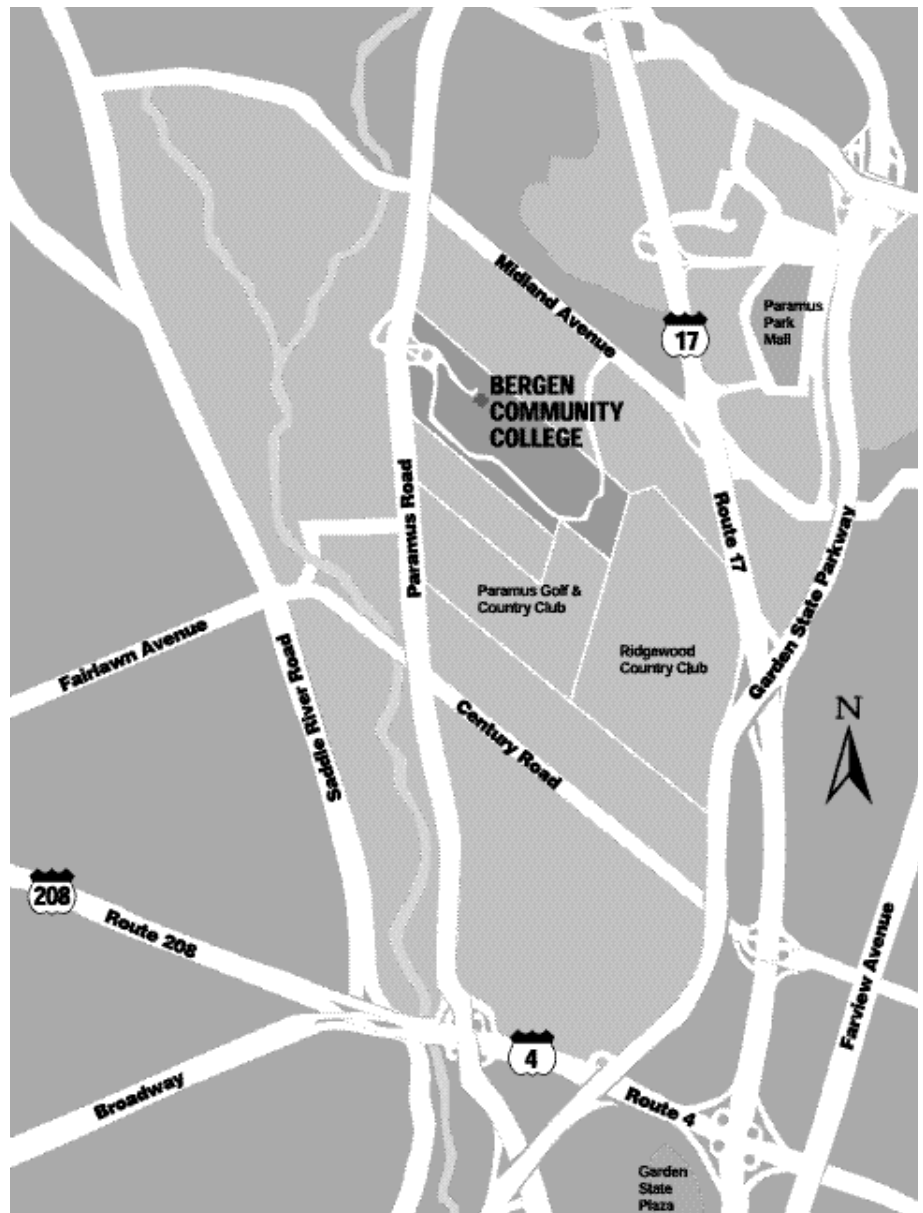 Midland Avenue
17
Paramus
Park
Mall
BERGEN
COMMUNITY
COLLEGE
Paramus Road
Route 17
Garden State Parkway
Paramus Golf &
Country Club
Fairlawn Avenue
Saddle River Road
Ridgewood
Country Club
Century Road
N
208
Route 208
Farview Avenue
4
Broadway
Route 4
Garden
State
Plaza